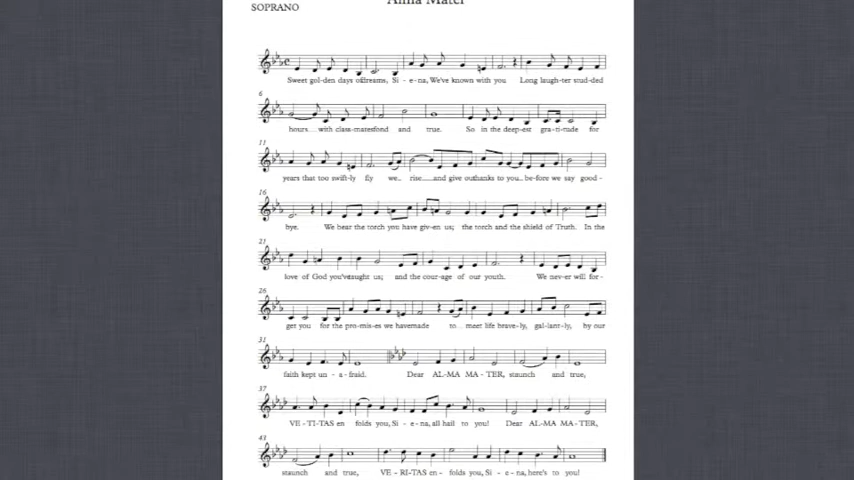 Alma Mater
SOPRANO
Sweet gol-den days of dreams, Si - e - na, We've known with you Long laugh-ter stud-ded
6
hours... with class-mates fond and true. So in the deep-est gra-ti-tude for
11
years that too swift-ly fly we.. rise......and give out thanks to you.. be-fore we say good -
16
bye. We bear the torch you have giv-en us; the torch and the shield of Truth. In the
21
love of God you've taught us; and the cour-age of our youth. We nev-er will for-
26
get you for the pro-mis-es we have made to... meet life brave-ly, gal-lant-ly, by our
31
faith kept un - a - fraid. Dear AL-MA MA - TER, staunch and true,
37
VE - TI - TAS en folds you, Si - e - na, all hail to you! Dear AL-MA MA-TER,
43
staunch and true, VE - RI-TAS en - folds you, Si - e - na, here's to you!